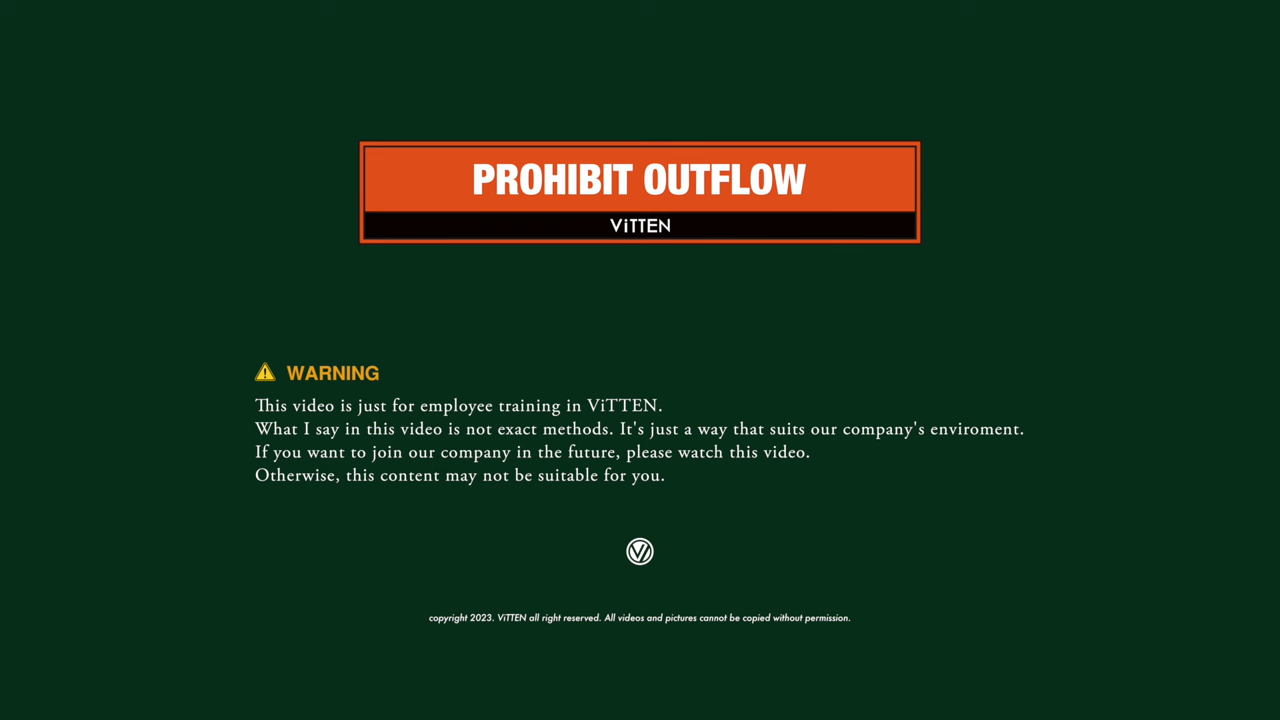 PROHIBIT OUTFLOW
ViTTEN
WARNING
This video is just for employee training in ViTTEN.
What I say in this video is not exact methods. It's just a way that suits our company's enviroment.
If you want to join our company in the future, please watch this video.
Otherwise, this content may not be suitable for you.
copyright 2023. ViTTEN all right reserved. All videos and pictures cannot be copied without permission.